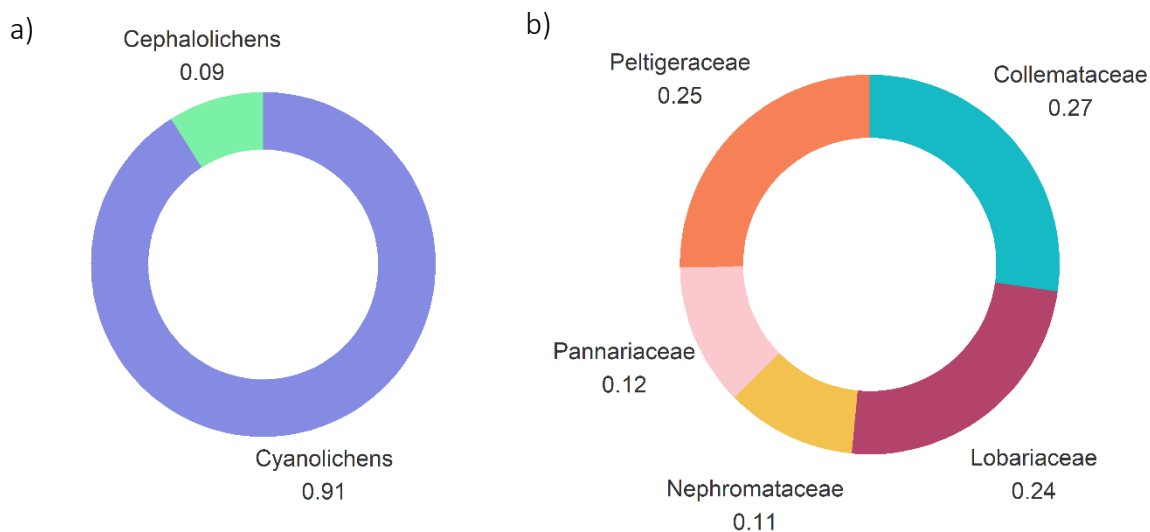 a)
Cephalolichens
0.09
Cyanolichens
0.91
b)
Peltigeraceae
0.25
Collemataceae
0.27
Pannariaceae
0.12
Nephromataceae
0.11
Lobariaceae
0.24